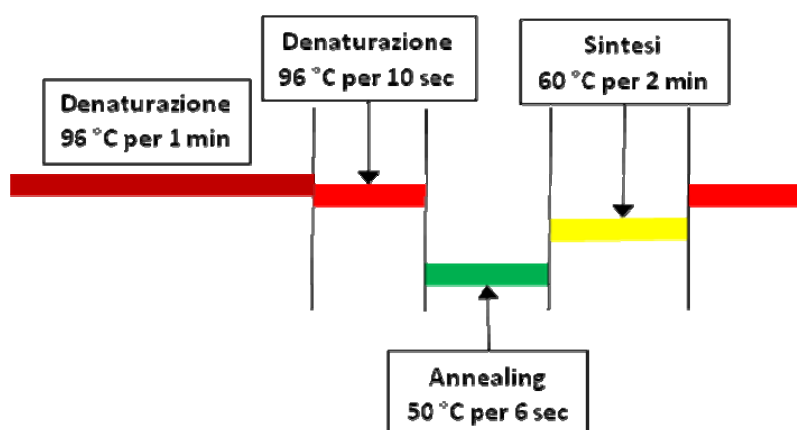 Denaturazione
96 °C per 1 min
Denaturazione
96 °C per 10 sec
Sintesi
60 °C per 2 min
Annealing
50 °C per 6 sec